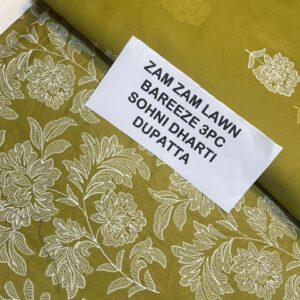 ZAM ZAM LAWN
BAREEZE 3PC
SOHNI DHARTI
DUPATTA